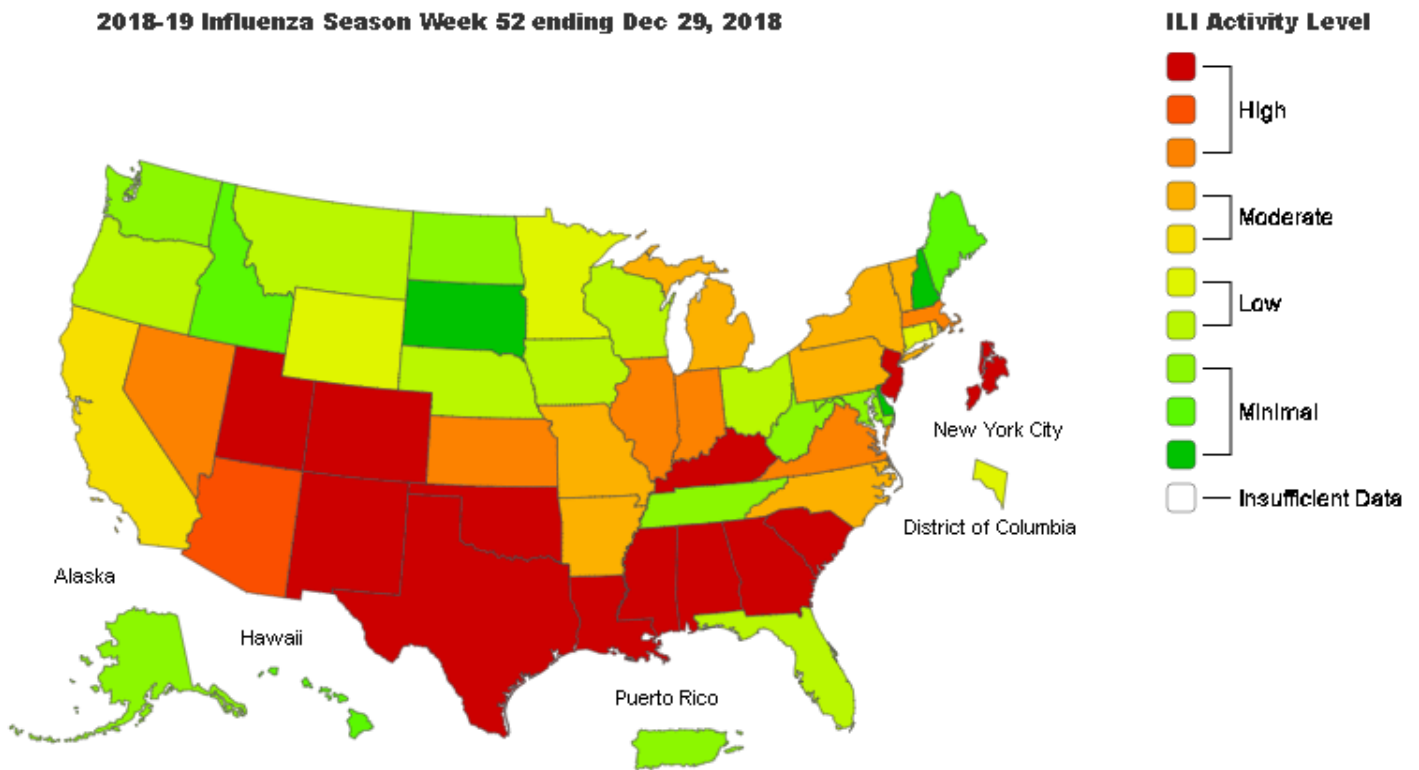 2018-19 Influenza Season Week 52 ending Dec 29, 2018
ILI Activity Level
High
Moderate
Low
Minimal
Insufficient Data
New York City
District of Columbia
Alaska
Hawaii
Puerto Rico